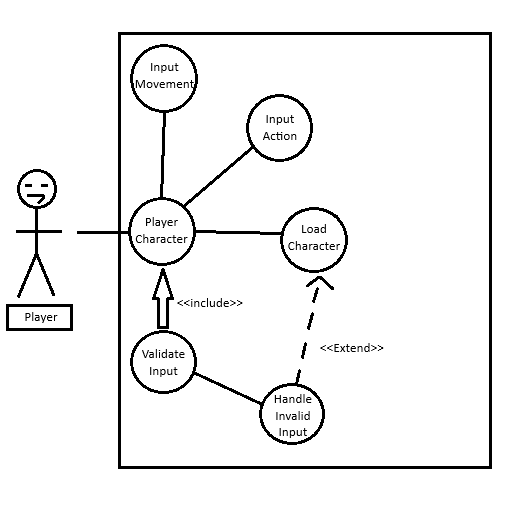 Input
Movement
Input
Action
Player
Character
Load
Character
Player
<<include>>
<<Extend>>
Validate
Input
Handle
Invalid
Input